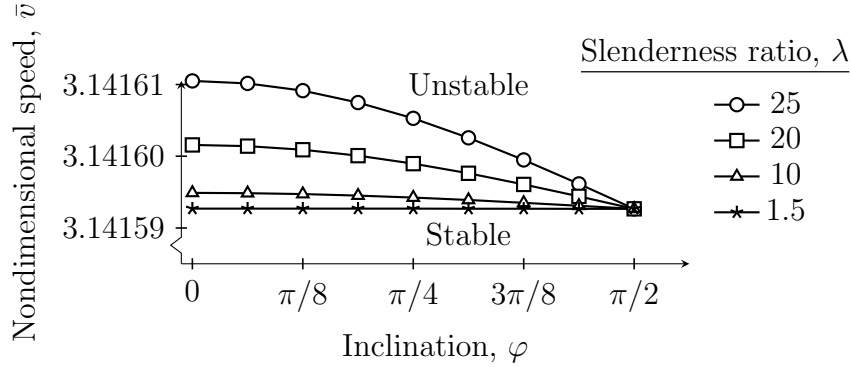 Nondimensional speed, v̄
3.14161
3.14160
3.14159
Unstable
Stable
0
π/8
π/4
3π/8
π/2
Inclination, φ
Slenderness ratio, λ
25
20
10
1.5